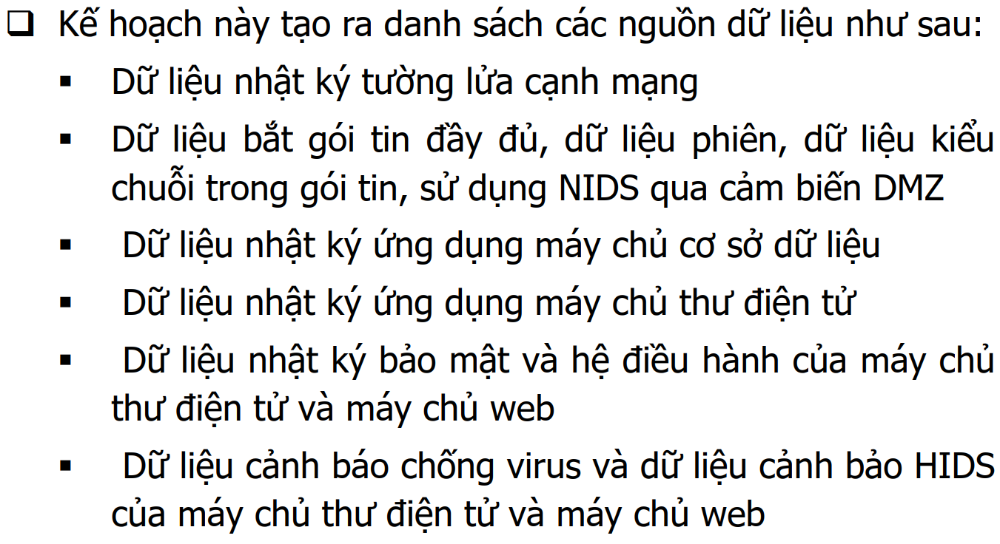 ❑ Kế hoạch này tạo ra danh sách các nguồn dữ liệu như sau:
▪ Dữ liệu nhật ký tường lửa cạnh mạng
▪ Dữ liệu bắt gói tin đầy đủ, dữ liệu phiên, dữ liệu kiểu
chuỗi trong gói tin, sử dụng NIDS qua cảm biến DMZ
▪ Dữ liệu nhật ký ứng dụng máy chủ cơ sở dữ liệu
▪ Dữ liệu nhật ký ứng dụng máy chủ thư điện tử
▪ Dữ liệu nhật ký bảo mật và hệ điều hành của máy chủ
thư điện tử và máy chủ web
▪ Dữ liệu cảnh báo chống virus và dữ liệu cảnh bảo HIDS
của máy chủ thư điện tử và máy chủ web